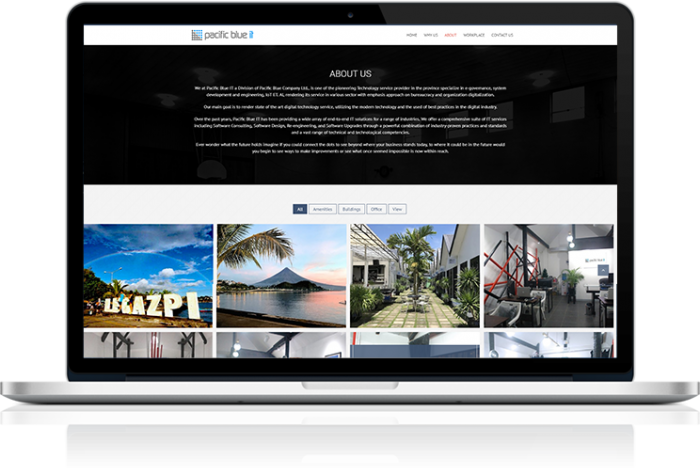 pacific blue it
HOME WHY US ABOUT WORKPLACE CONTACT US
ABOUT US
We at Pacific Blue IT a Division of Pacific Blue Company Ltd., is one of the pioneering Technology service provider in the province specialize in e-governance, system
development and engineering, IoT ICT, AI, rendering its service in various sector with emphasis approach on bureaucracy and organization digitalization.
Our main goal is to render state of the art digital technology service, utilizing the modern technology and the used of best practices in the digital industry.
Over the past years, Pacific Blue IT has been providing a wide array of end-to-end IT solutions for a range of industries, We offer a comprehensive suite of IT services
including Software Consulting, Software Design, Re-engineering, and Software Upgrades through a powerful combination of industry-proven practices and standards
and a vast range of technical and technological competencies.
Ever wonder what the future holds imagine if you could connect the dots to see beyond where your business stands today, to where it could be in the future would
you begin to see ways to make improvements or see what once seemed impossible is now within reach.
All Amenities Buildings Office View
LEGAZPI